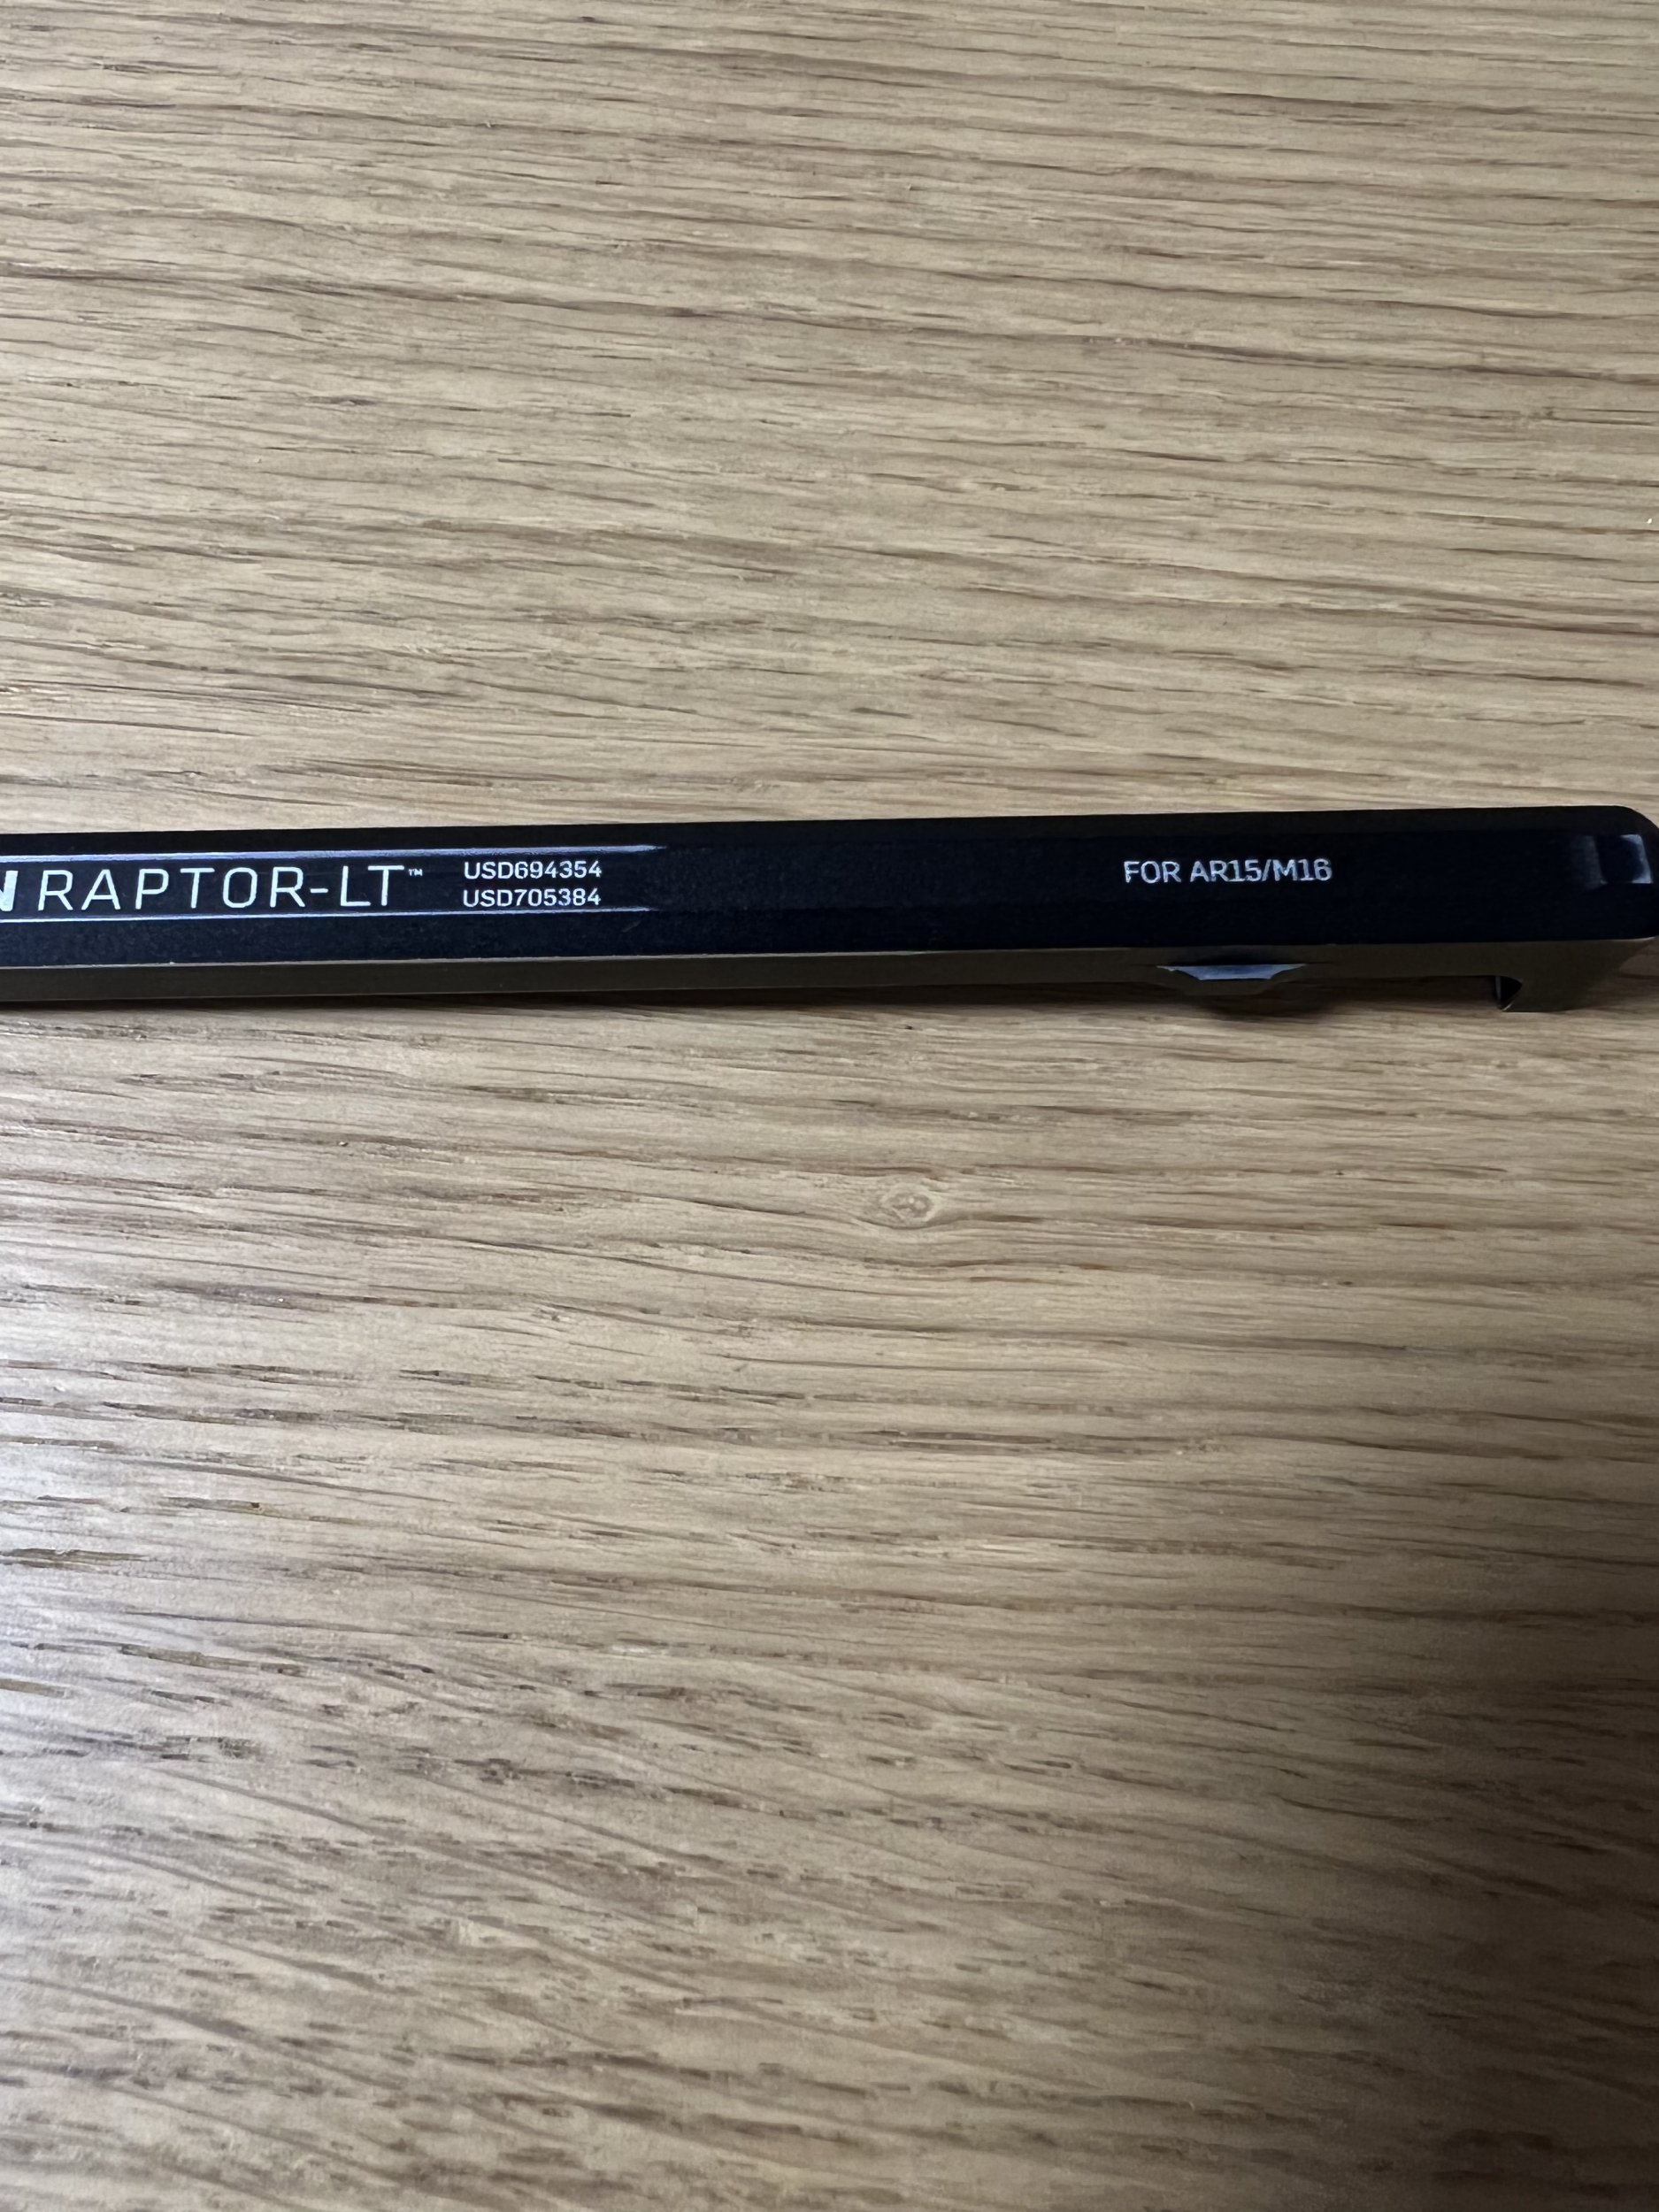 RAPTOR-LT™
USD694354
USD705384
FOR AR15/M16